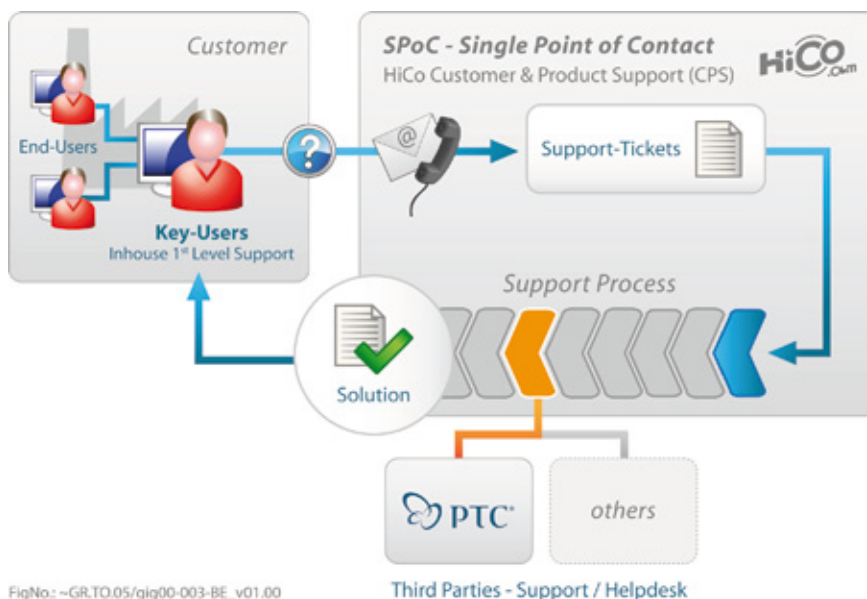 Customer
End-Users
Key-Users
Inhouse 1st Level Support
?
SPoC - Single Point of Contact
HiCo Customer & Product Support (CPS)
HiCO.com
@
Support-Tickets
Support Process
Solution
PTC®
others
Third Parties - Support / Helpdesk
FigNo.: ~GR.TO.05/gig00-003-BE_v01.00